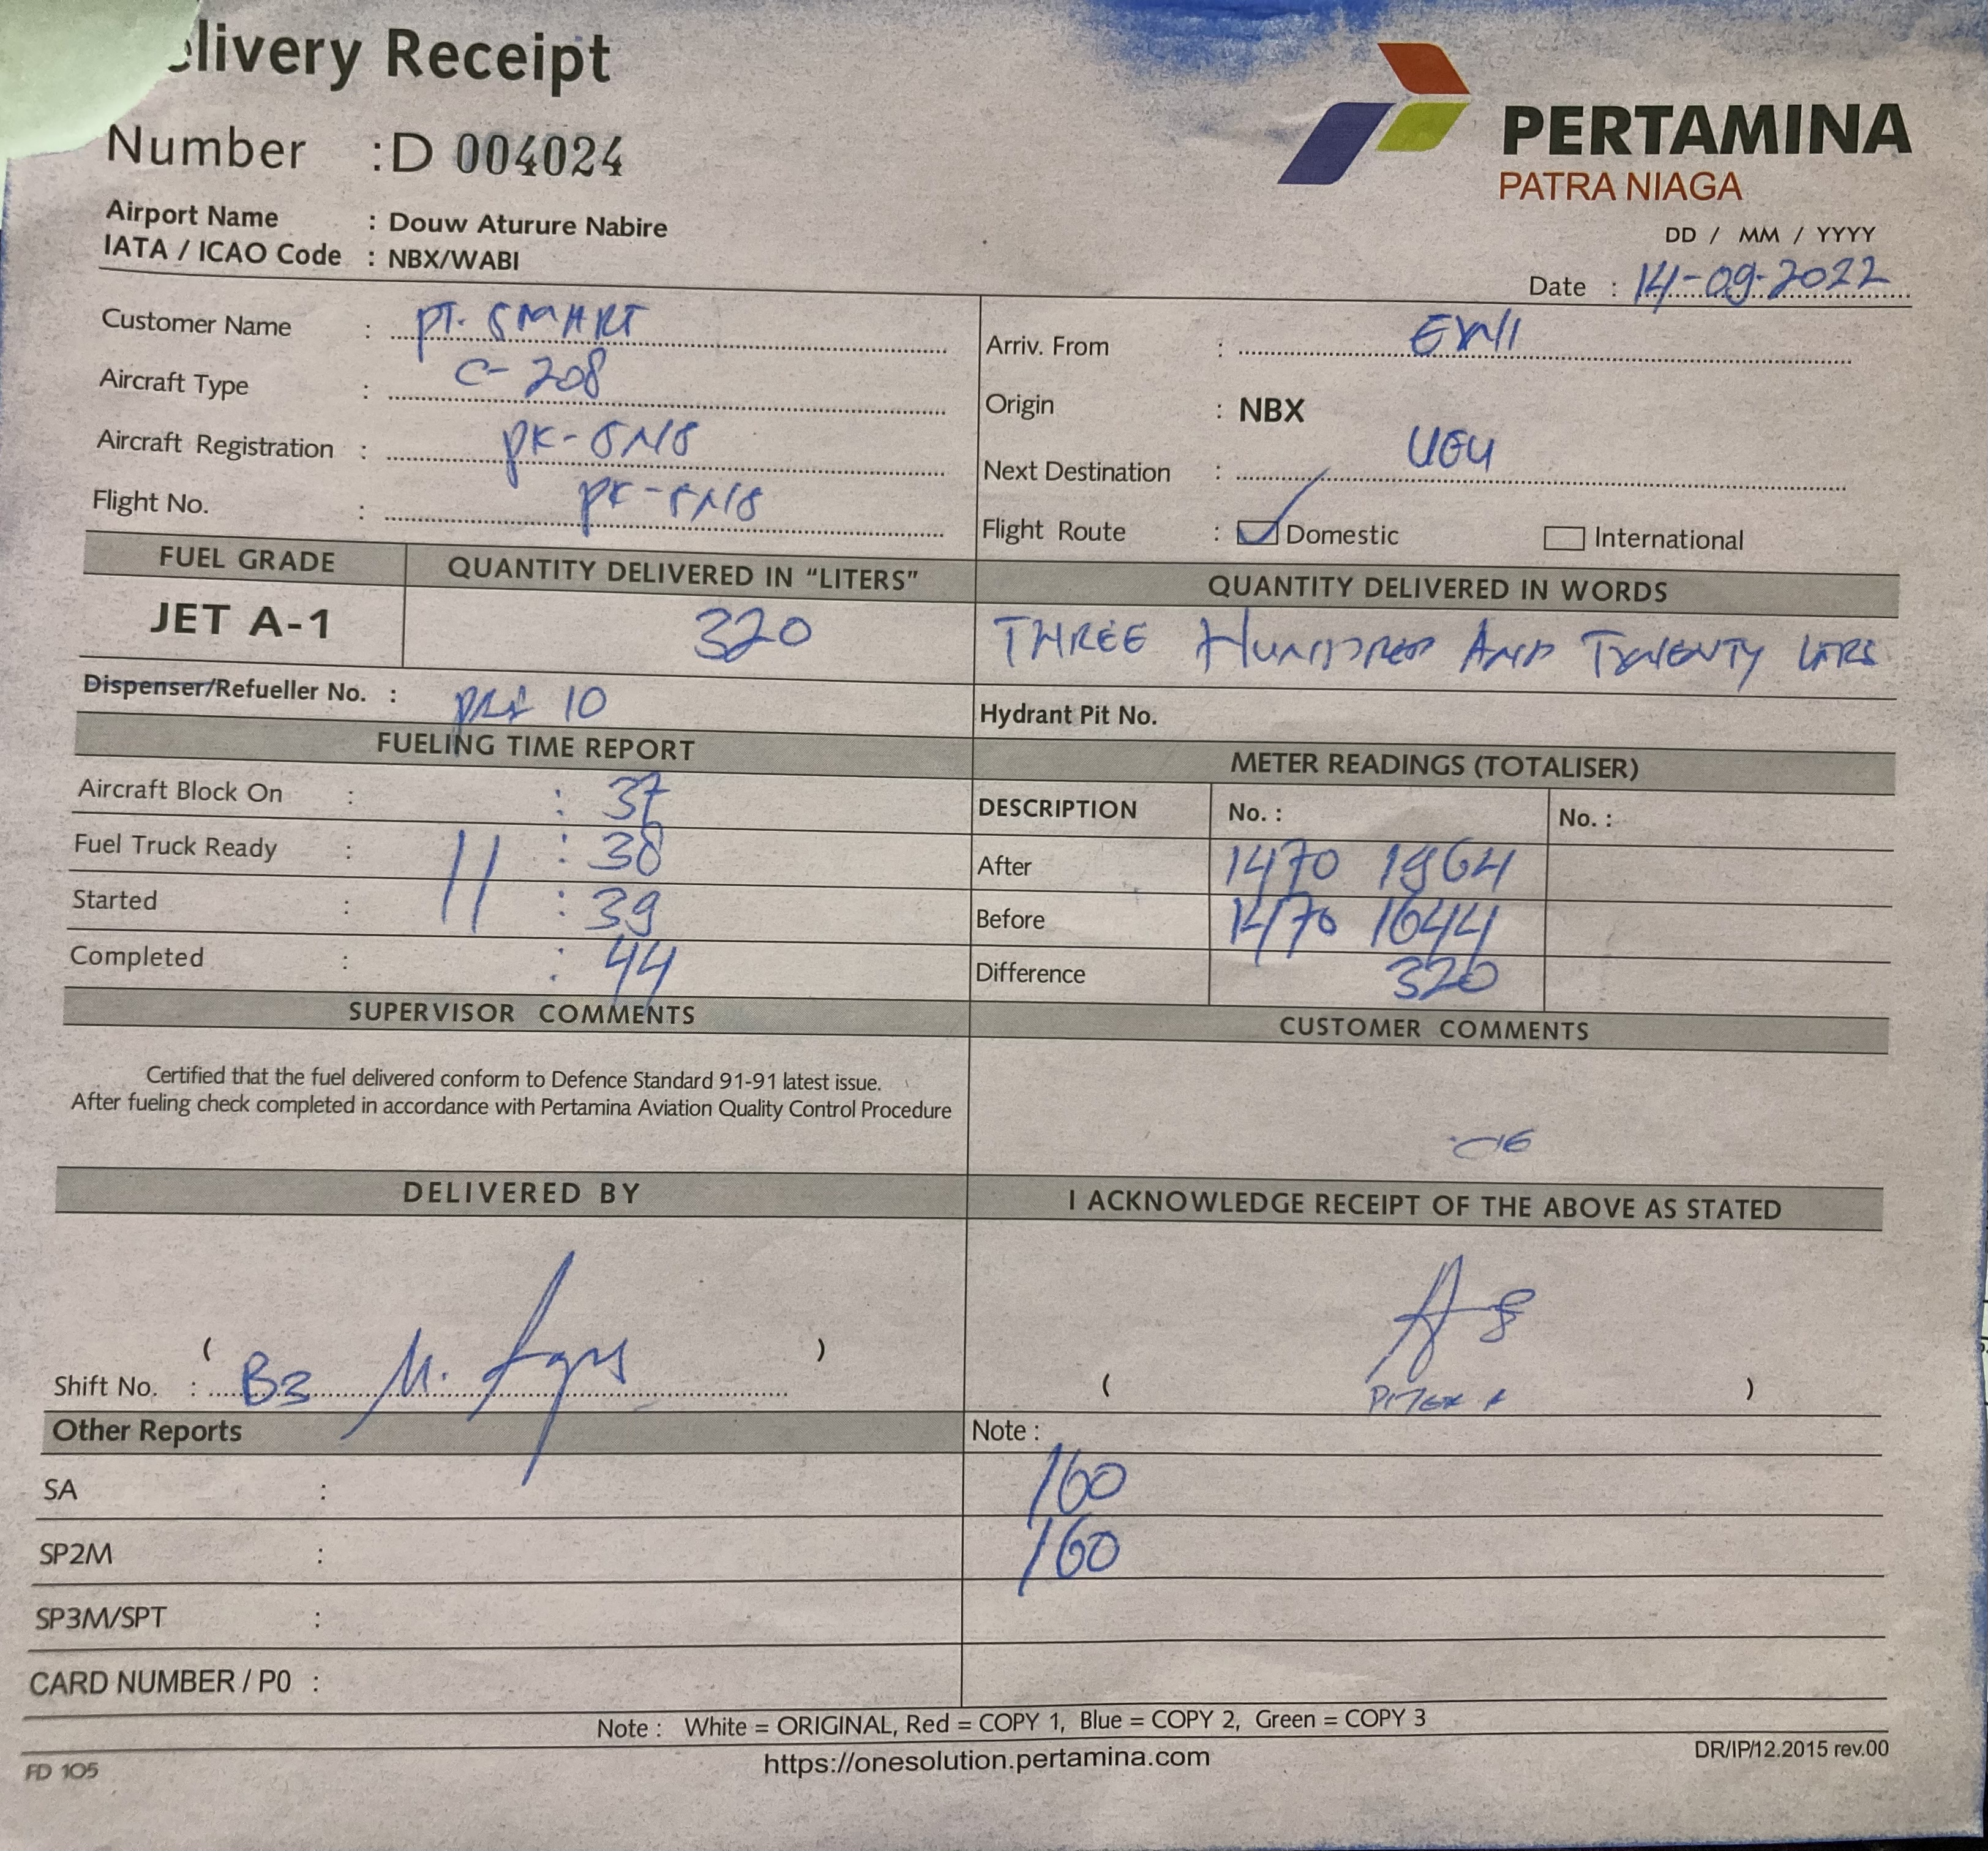 elivery Receipt
Number : D 004024
Airport Name : Douw Aturure Nabire
IATA / ICAO Code : NBX/WABI
PERTAMINA
PATRA NIAGA
DD / MM / YYYY
Date : 14-09-2022
Customer Name : PT. SMART
Aircraft Type : C-208
Aircraft Registration : PK-SNS
Flight No. : PK-SNS
Arriv. From : EWI
Origin : NBX
Next Destination :
Flight Route : Domestic International
FUEL GRADE QUANTITY DELIVERED IN "LITERS" QUANTITY DELIVERED IN WORDS
JET A-1 320 THREE HUNDRED AND TWENTY LTRS
Dispenser/Refueller No. : 10
Hydrant Pit No.
FUELING TIME REPORT
Aircraft Block On : : 37
Fuel Truck Ready : 11 : 38
Started : : 39
Completed : : 44
METER READINGS (TOTALISER)
DESCRIPTION No. : No. :
After 1470 1964
Before 1470 1644
Difference 320
SUPERVISOR COMMENTS
Certified that the fuel delivered conform to Defence Standard 91-91 latest issue.
After fueling check completed in accordance with Pertamina Aviation Quality Control Procedure
CUSTOMER COMMENTS
DELIVERED BY
( )
Shift No. : B3 M. Agus
I ACKNOWLEDGE RECEIPT OF THE ABOVE AS STATED
( PITER A )
Other Reports
SA :
SP2M :
SP3M/SPT :
CARD NUMBER / P0 :
Note :
160
160
Note : White = ORIGINAL, Red = COPY 1, Blue = COPY 2, Green = COPY 3
https://onesolution.pertamina.com
FD 105
DR/IP/12.2015 rev.00